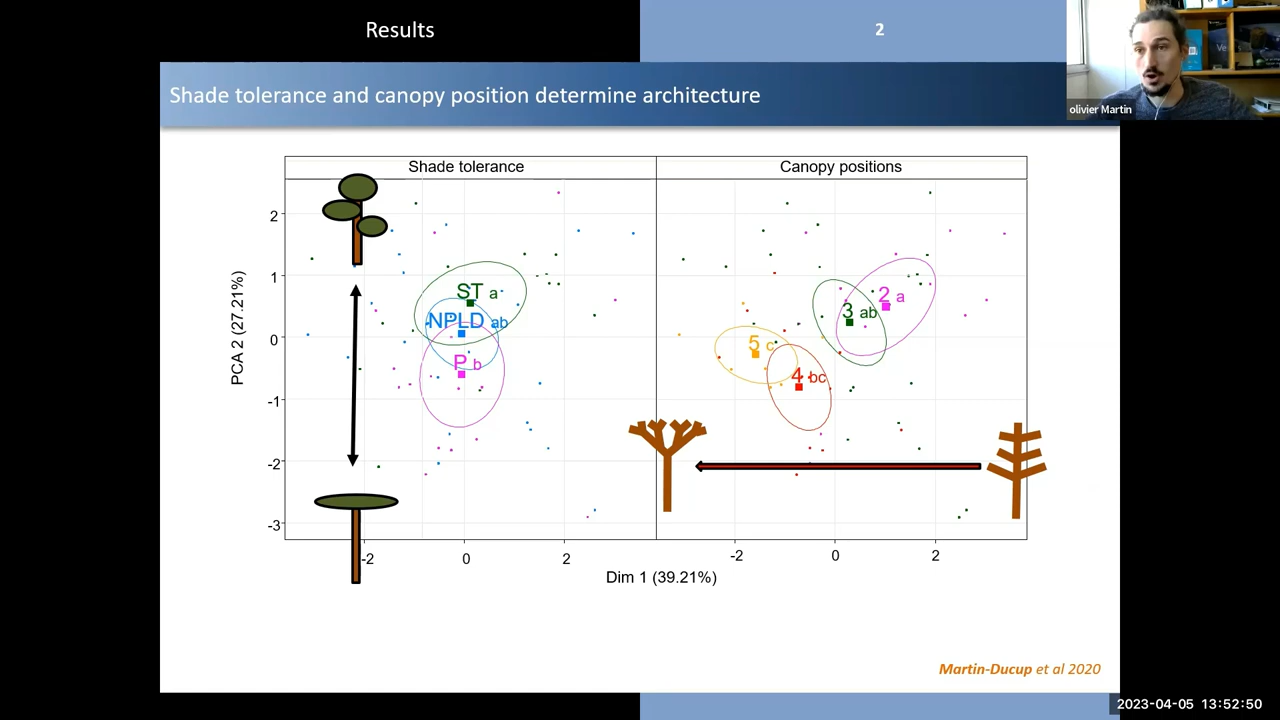 Results
2
olivier Martin
Shade tolerance and canopy position determine architecture
Shade tolerance
Canopy positions
PCA 2 (27.21%)
2
1
0
-1
-2
-3
ST a
NPLD ab
P b
2 a
3 ab
5 c
4 bc
-2
0
2
-2
0
2
Dim 1 (39.21%)
Martin-Ducup et al 2020
2023-04-05 13:52:50